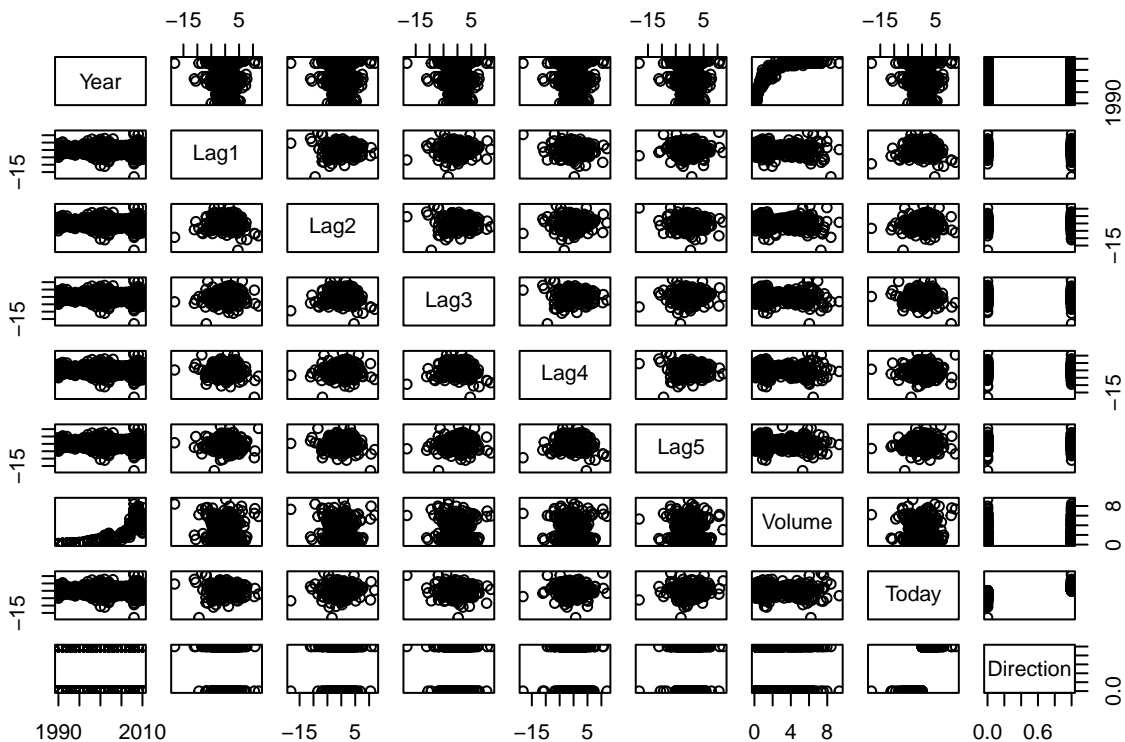 −15 5 −15 5 −15 5 −15 5
Year 1990
−15 Lag1
Lag2 −15
−15 Lag3
Lag4 −15
−15 Lag5
Volume 0 8
−15 Today
Direction 0.0
1990 2010 −15 5 −15 5 0 4 8 0.0 0.6